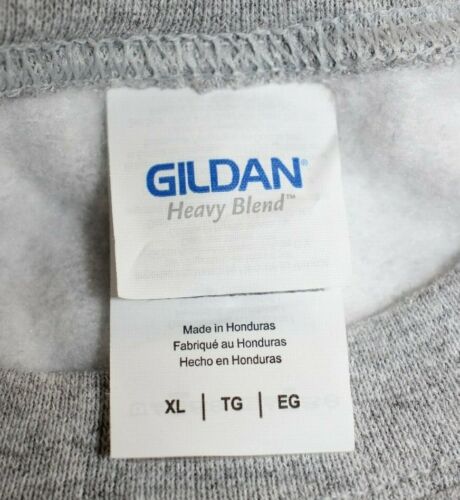 GILDAN®
Heavy Blend™
Made in Honduras
Fabriqué au Honduras
Hecho en Honduras
XL | TG | EG